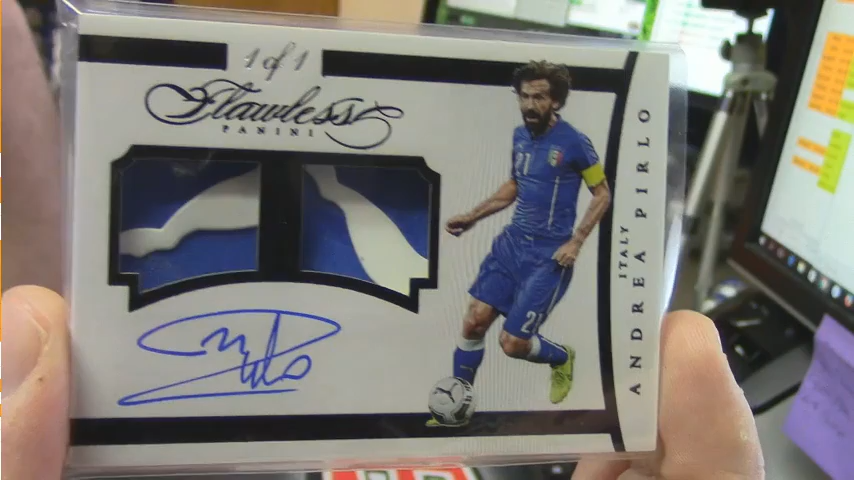 1 of 1
Flawless
PANINI
21
21
ITALY
ANDREA PIRLO